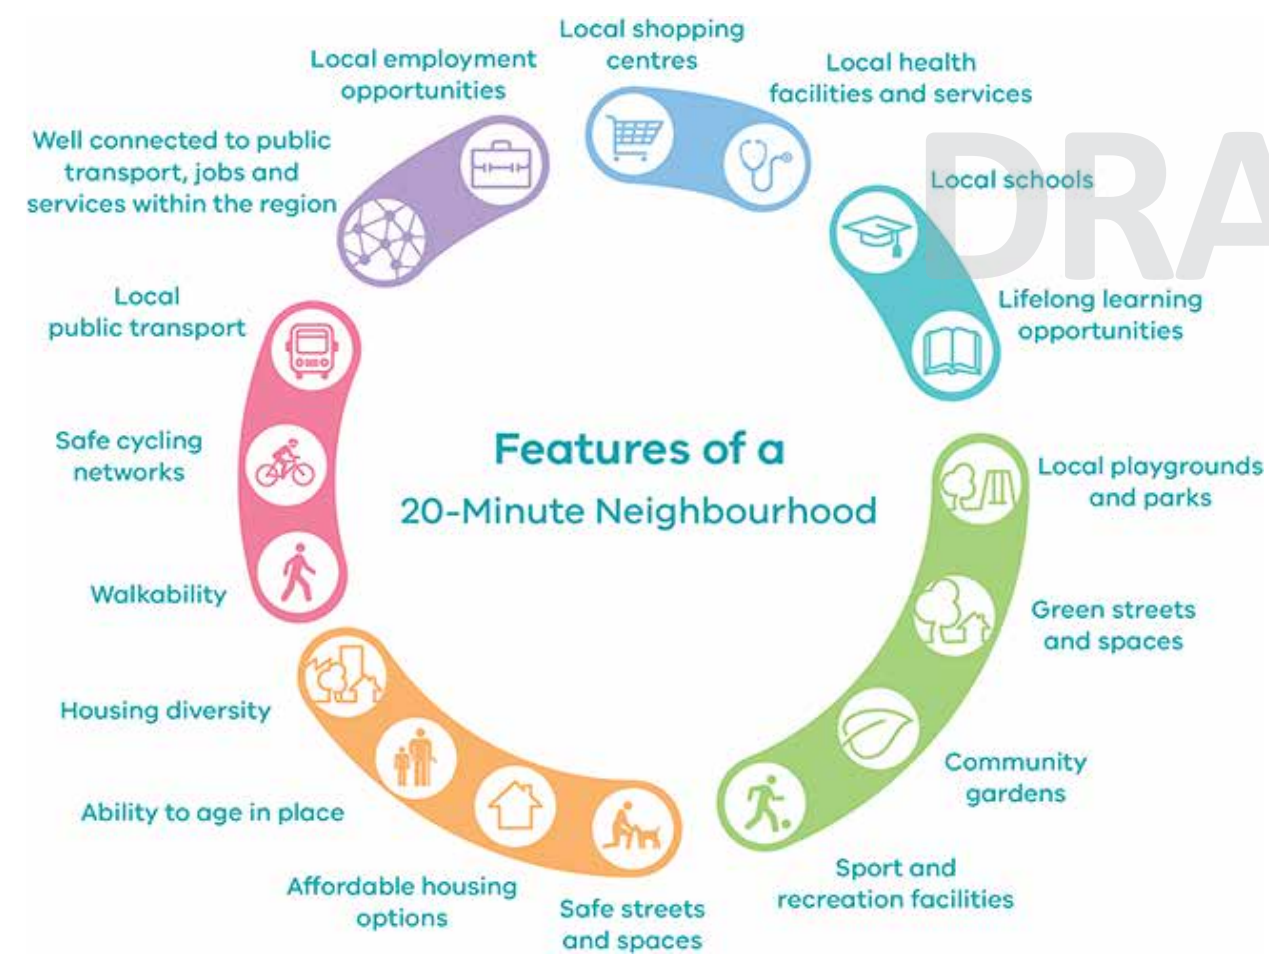 Local shopping
centres
Local employment
opportunities
Local health
facilities and services
Well connected to public
transport, jobs and
services within the region
DRA
Local schools
Local
public transport
Lifelong learning
opportunities
Safe cycling
networks
Features of a
20-Minute Neighbourhood
Local playgrounds
and parks
Walkability
Green streets
and spaces
Housing diversity
Community
gardens
Ability to age in place
Affordable housing
options
Safe streets
and spaces
Sport and
recreation facilities